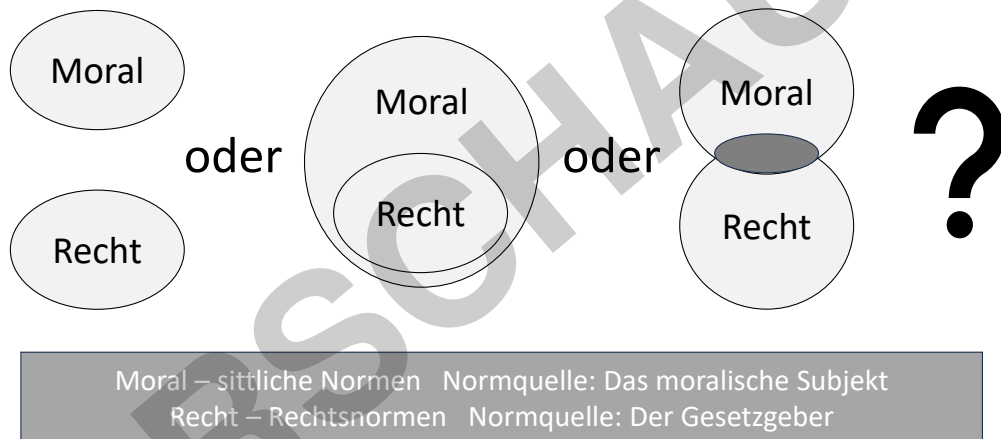 Moral
Recht
oder
Moral
Recht
oder
Moral
Recht
?
Moral – sittliche Normen Normquelle: Das moralische Subjekt
Recht – Rechtsnormen Normquelle: Der Gesetzgeber
RSCHAU